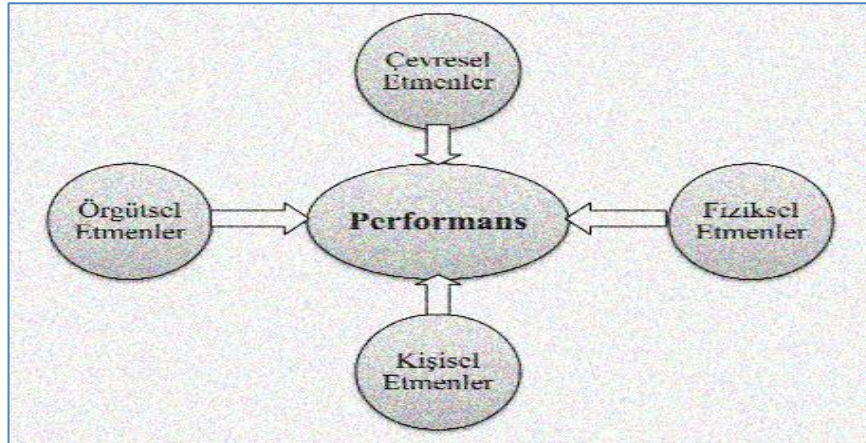 Çevresel
Etmenler
Örgütsel
Etmenler
Performans
Fiziksel
Etmenler
Kişisel
Etmenler